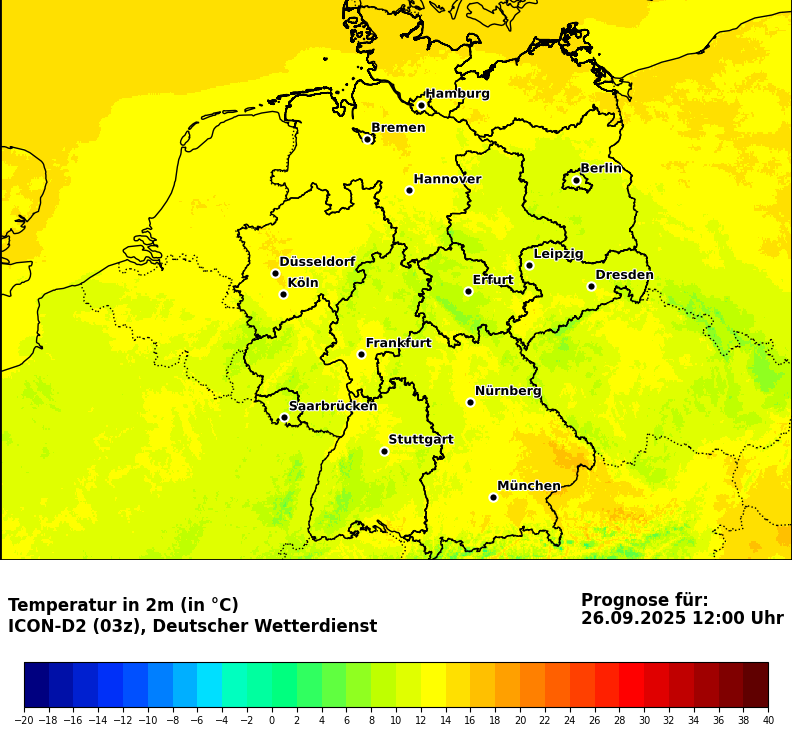 Hamburg
Bremen
Berlin
Hannover
Leipzig
Düsseldorf
Dresden
Köln
Erfurt
Frankfurt
Nürnberg
Saarbrücken
Stuttgart
München
Temperatur in 2m (in °C)
ICON-D2 (03z), Deutscher Wetterdienst
Prognose für:
26.09.2025 12:00 Uhr
−20 −18 −16 −14 −12 −10 −8 −6 −4 −2 0 2 4 6 8 10 12 14 16 18 20 22 24 26 28 30 32 34 36 38 40